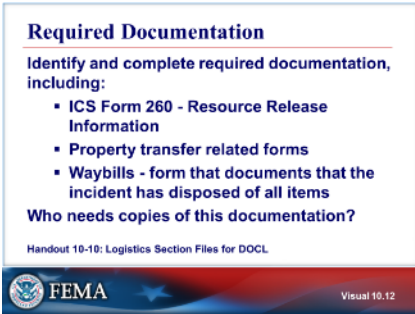 Required Documentation
Identify and complete required documentation,
including:
▪ ICS Form 260 - Resource Release
Information
▪ Property transfer related forms
▪ Waybills - form that documents that the
incident has disposed of all items
Who needs copies of this documentation?
Handout 10-10: Logistics Section Files for DOCL
FEMA
Visual 10.12